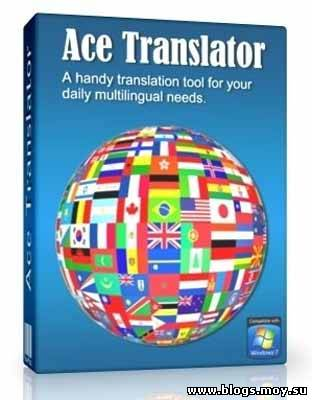 Ace Translator
A handy translation tool for your
daily multilingual needs.
Ace Translator
Compatible with
Windows 7
www.blogs.moy.su